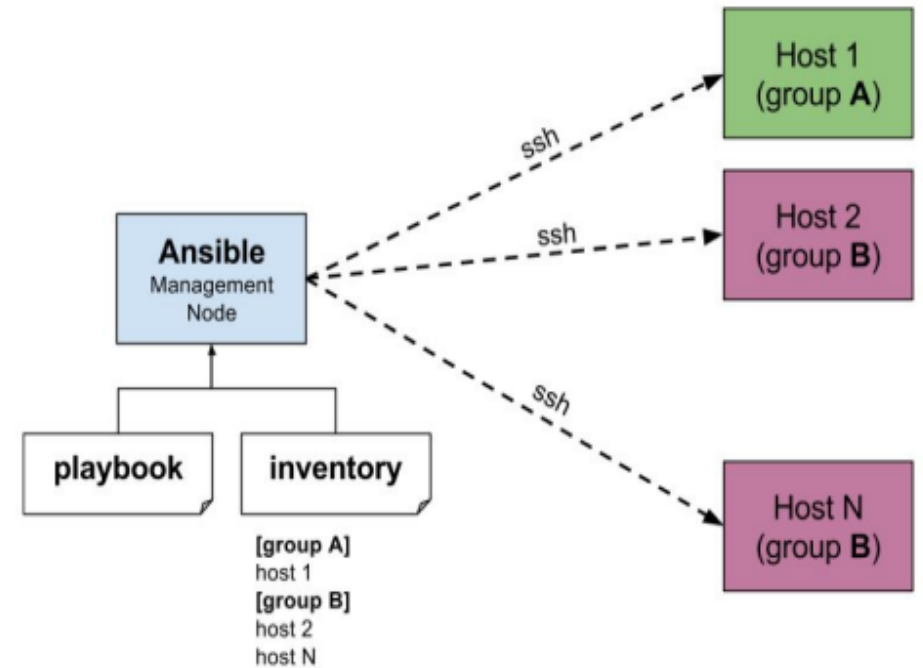 Host 1
(group A)
ssh
Host 2
(group B)
ssh
Ansible
Management
Node
ssh
playbook
inventory
Host N
(group B)
[group A]
host 1
[group B]
host 2
host N